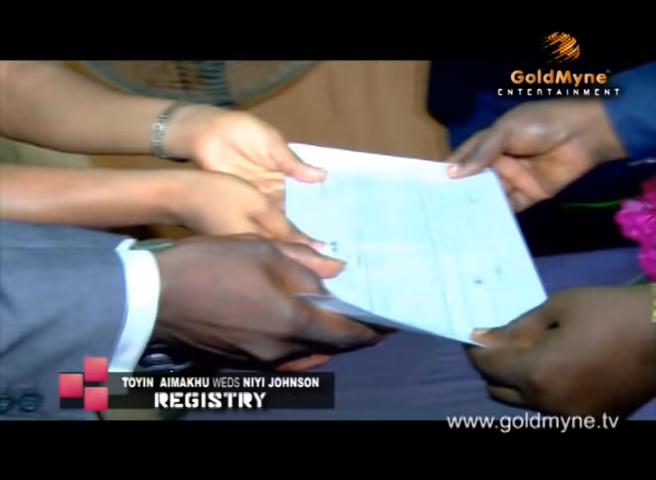 GoldMyne
ENTERTAINMENT
TOYIN AIMAKHU WEDS NIYI JOHNSON
REGISTRY
www.goldmyne.tv